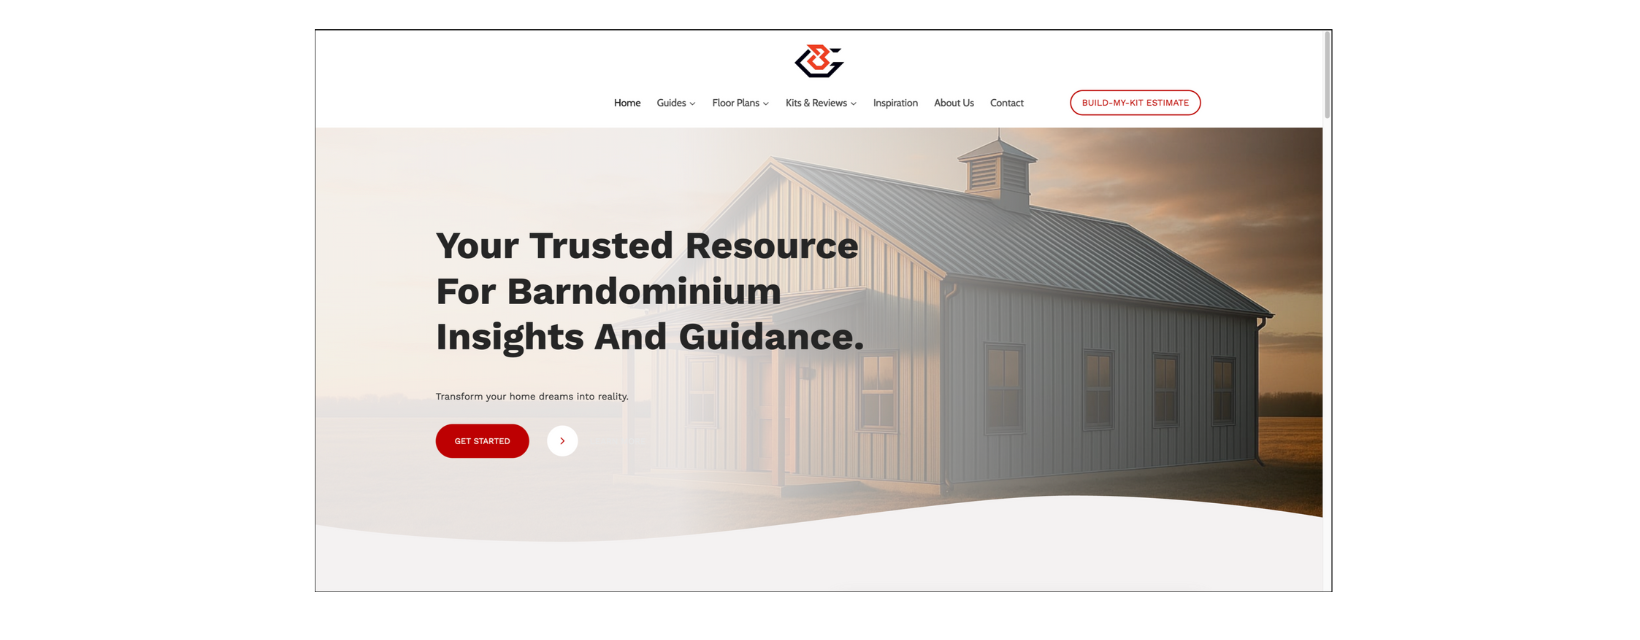 Home Guides Floor Plans Kits & Reviews Inspiration About Us Contact BUILD-MY-KIT ESTIMATE
Your Trusted Resource
For Barndominium
Insights And Guidance.
Transform your home dreams into reality.
GET STARTED